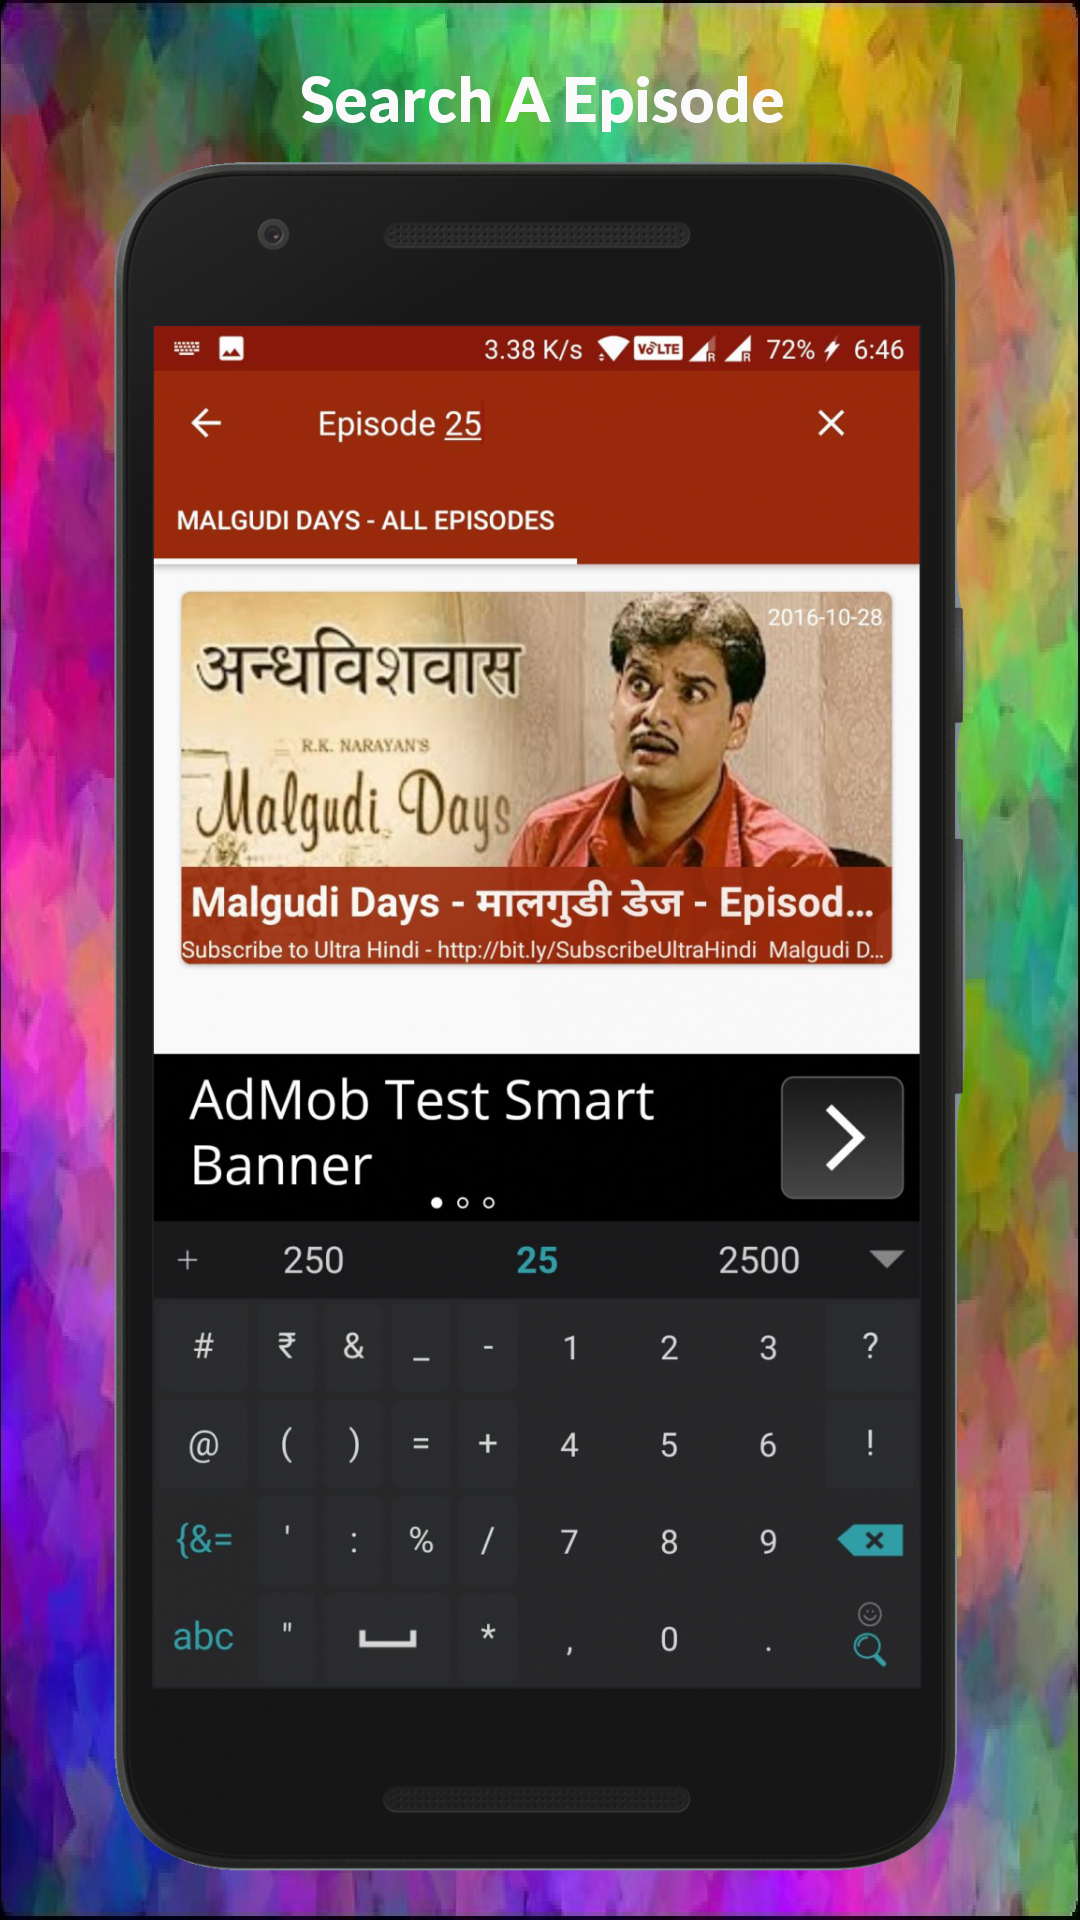 Search A Episode
3.38 K/s VoLTE R R 72% 6:46
Episode 25
MALGUDI DAYS - ALL EPISODES
2016-10-28
अन्धविशवास
R.K. NARAYAN'S
Malgudi Days
Malgudi Days - मालगुडी डेज - Episod...
Subscribe to Ultra Hindi - http://bit.ly/SubscribeUltraHindi Malgudi D...
AdMob Test Smart
Banner
+ 250 25 2500
# ₹ & _ - 1 2 3 ?
@ ( ) = + 4 5 6 !
{&= ' : % / 7 8 9
abc " * , 0 .